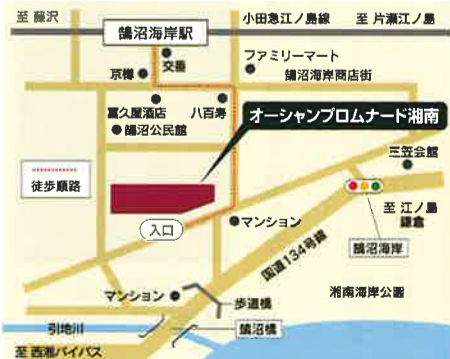 至 藤沢
小田急江ノ島線
至 片瀬江ノ島
鵠沼海岸駅
交番
京樽
ファミリーマート
鵠沼海岸商店街
冨久屋酒店
八百寿
鵠沼公民館
オーシャンプロムナード湘南
三笠会館
徒歩順路
入口
マンション
至 江ノ島
鎌倉
鵠沼海岸
国道134号線
マンション
歩道橋
湘南海岸公園
引地川
鵠沼橋
至 西湘バイパス